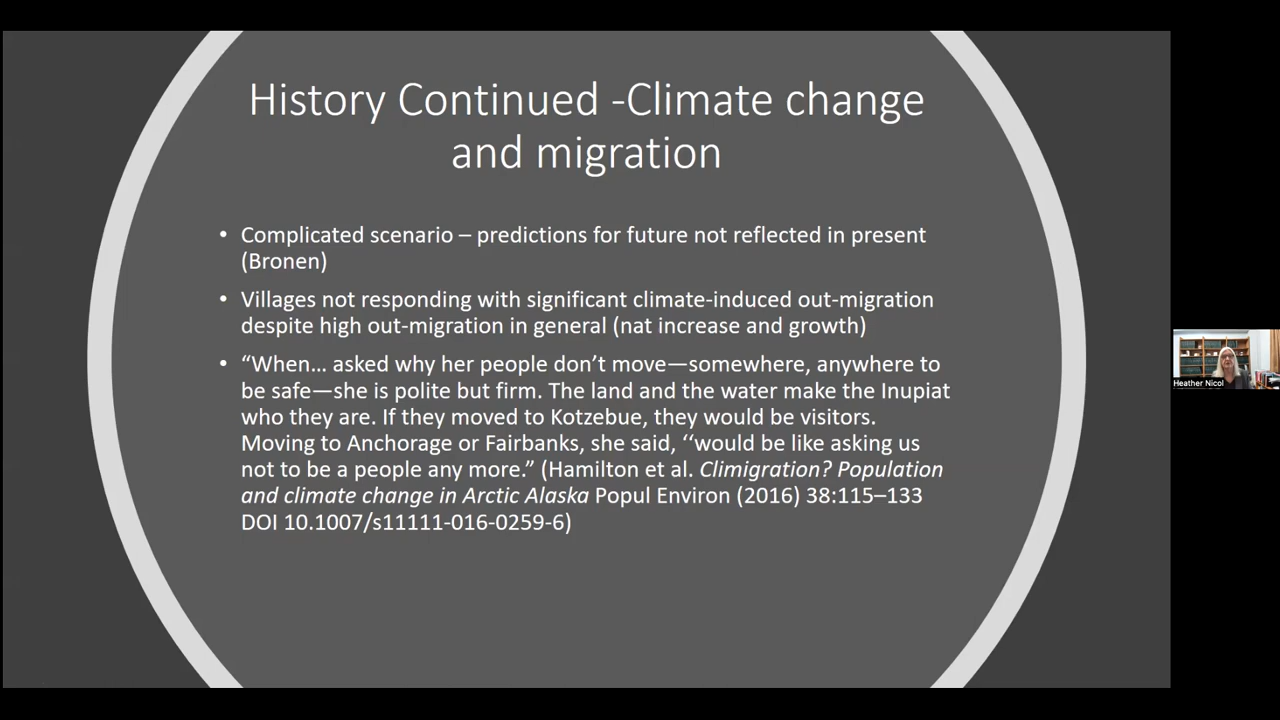 History Continued -Climate change
and migration
• Complicated scenario – predictions for future not reflected in present
(Bronen)
• Villages not responding with significant climate-induced out-migration
despite high out-migration in general (nat increase and growth)
• “When… asked why her people don’t move—somewhere, anywhere to
be safe—she is polite but firm. The land and the water make the Inupiat
who they are. If they moved to Kotzebue, they would be visitors.
Moving to Anchorage or Fairbanks, she said, ‘‘would be like asking us
not to be a people any more.” (Hamilton et al. Climigration? Population
and climate change in Arctic Alaska Popul Environ (2016) 38:115–133
DOI 10.1007/s11111-016-0259-6)
Heather Nicol